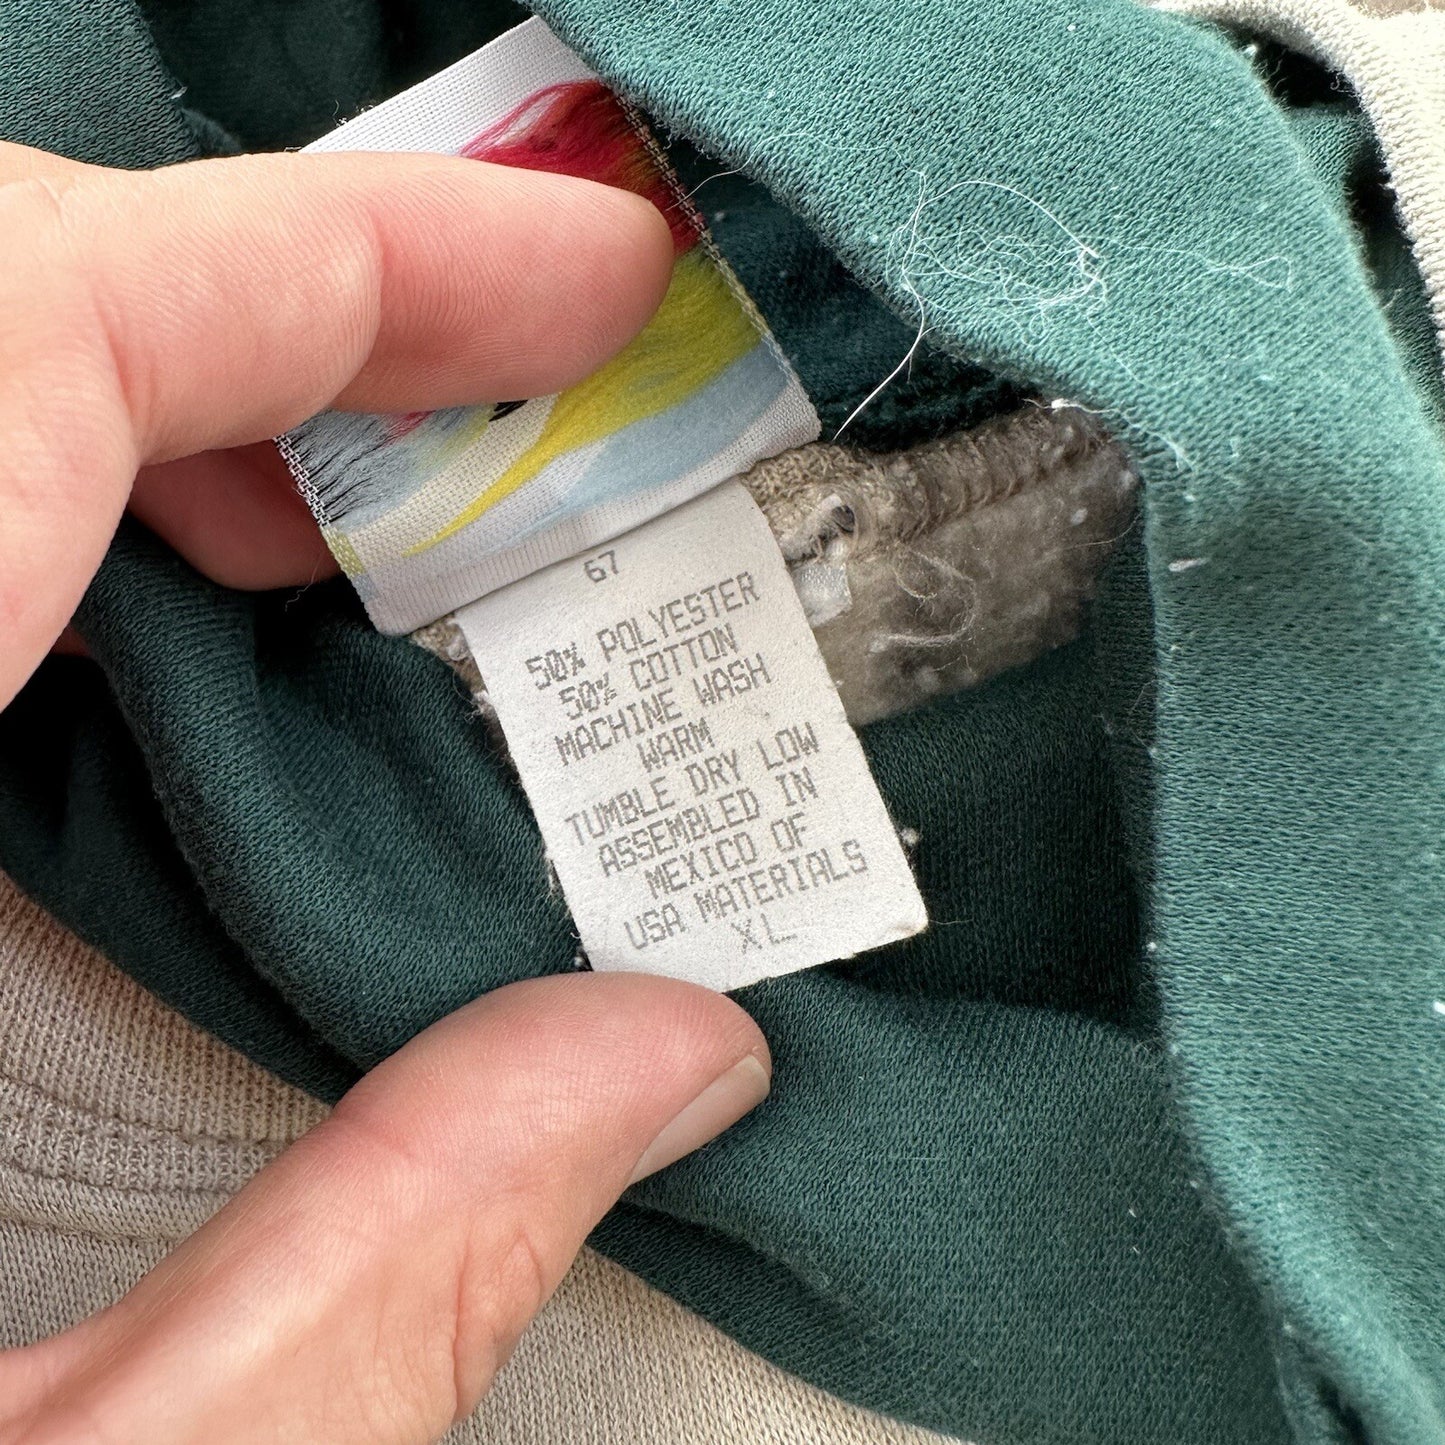 67
50% POLYESTER
50% COTTON
MACHINE WASH
WARM
TUMBLE DRY LOW
ASSEMBLED IN
MEXICO OF
USA MATERIALS
XL